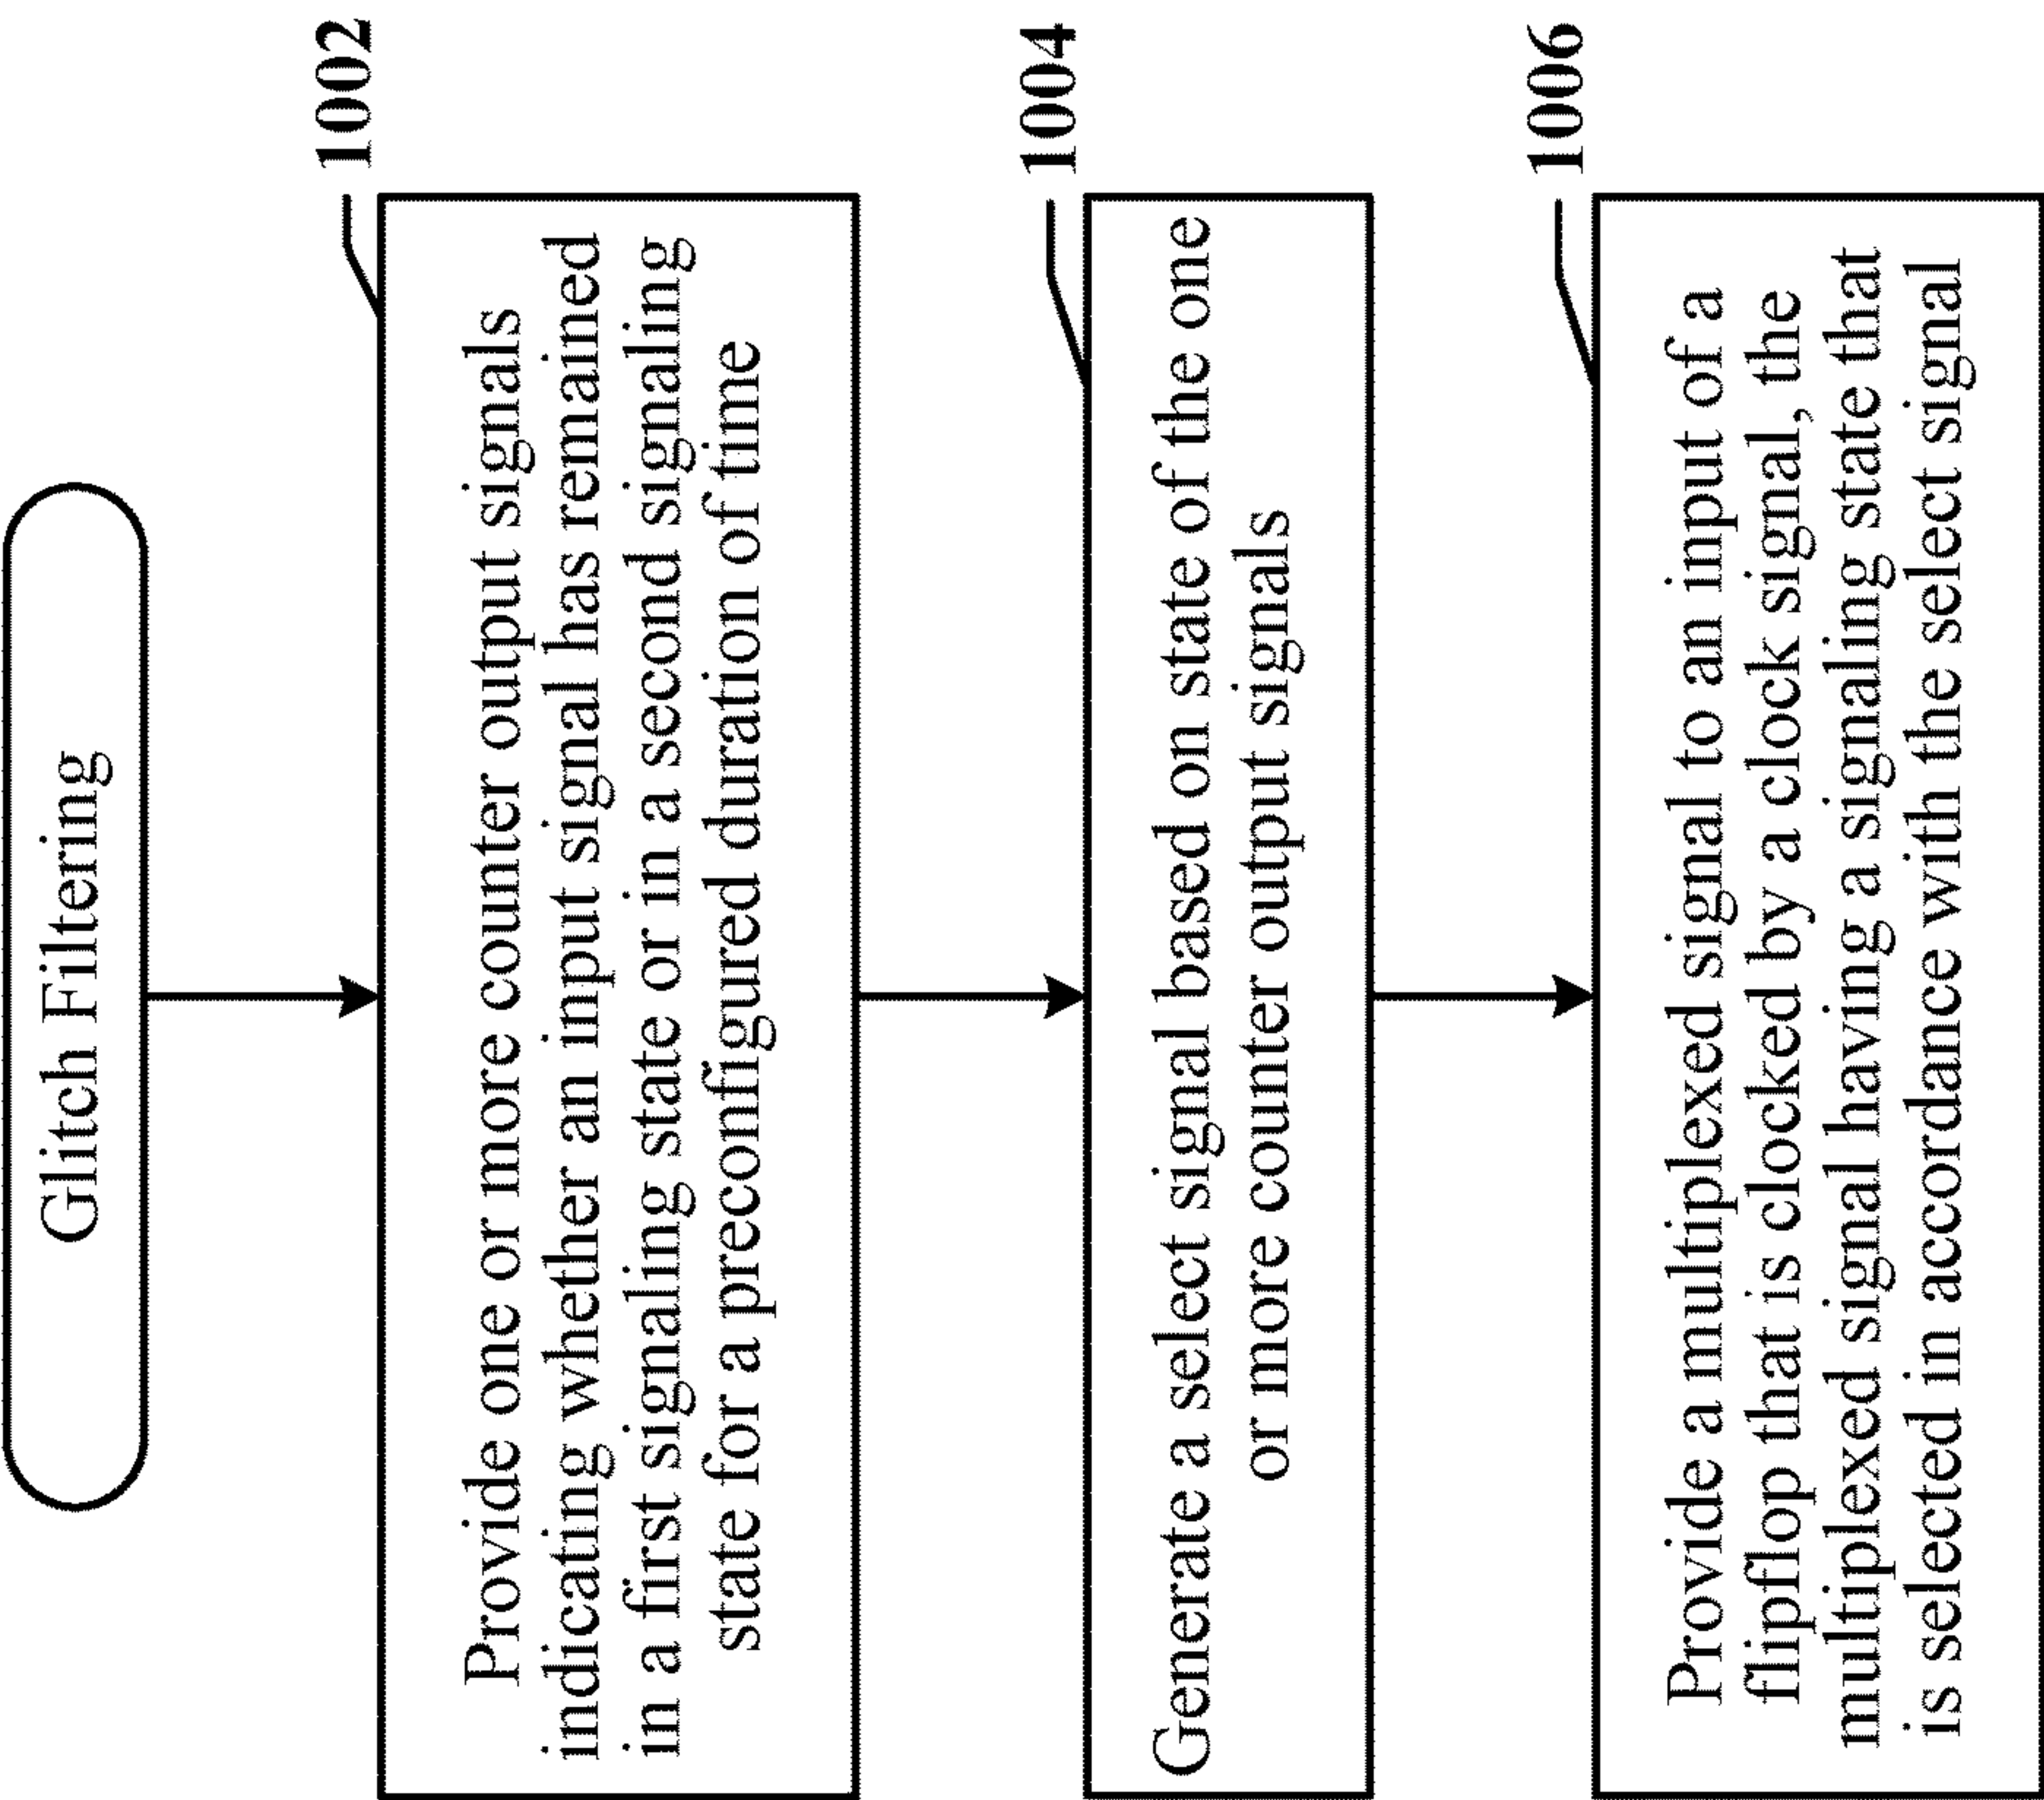 Glitch Filtering
1002
Provide one or more counter output signals
indicating whether an input signal has remained
in a first signaling state or in a second signaling
state for a preconfigured duration of time
1004
Generate a select signal based on state of the one
or more counter output signals
1006
Provide a multiplexed signal to an input of a
flipflop that is clocked by a clock signal, the
multiplexed signal having a signaling state that
is selected in accordance with the select signal